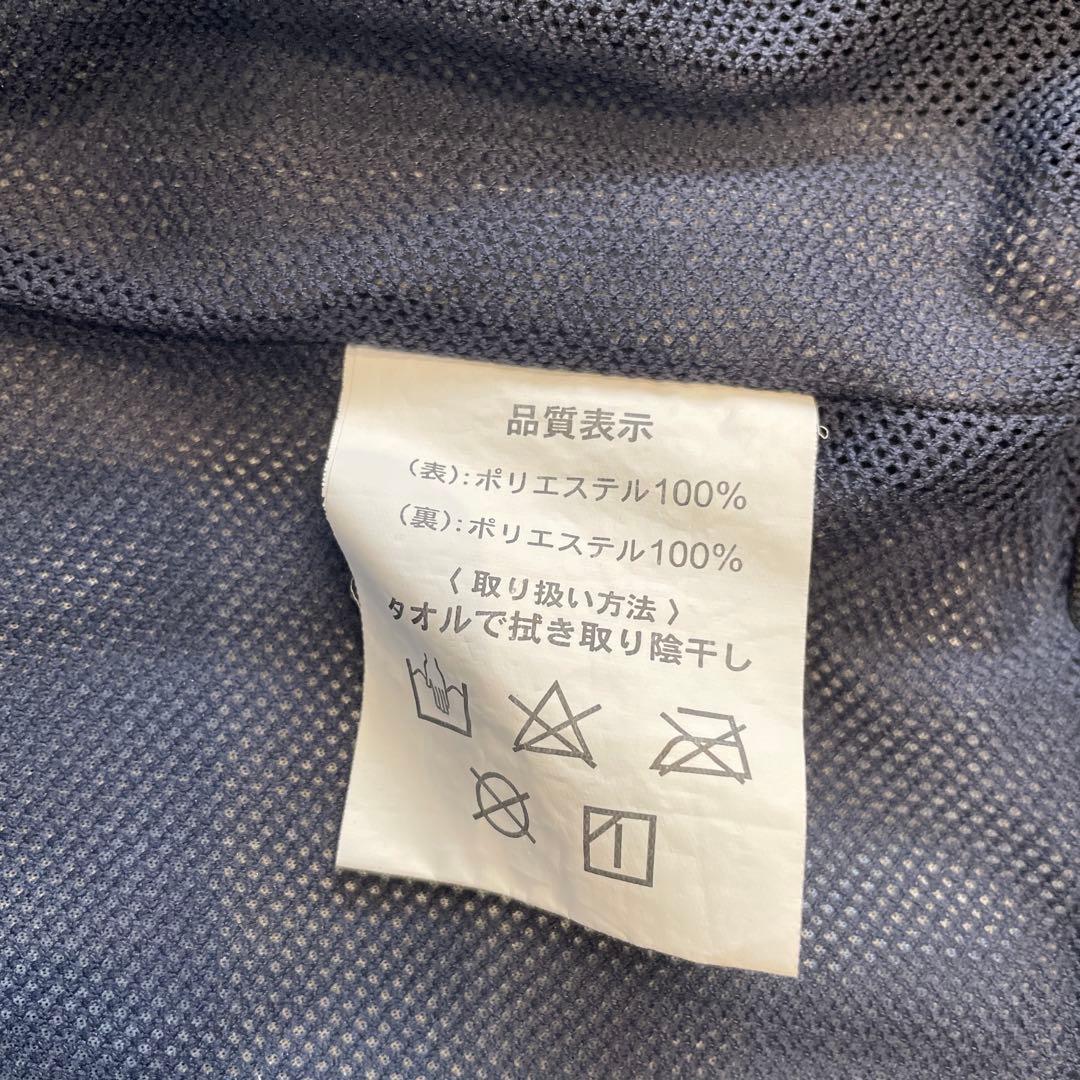 品質表示
(表):ポリエステル100%
(裏):ポリエステル100%
〈取り扱い方法〉
タオルで拭き取り陰干し